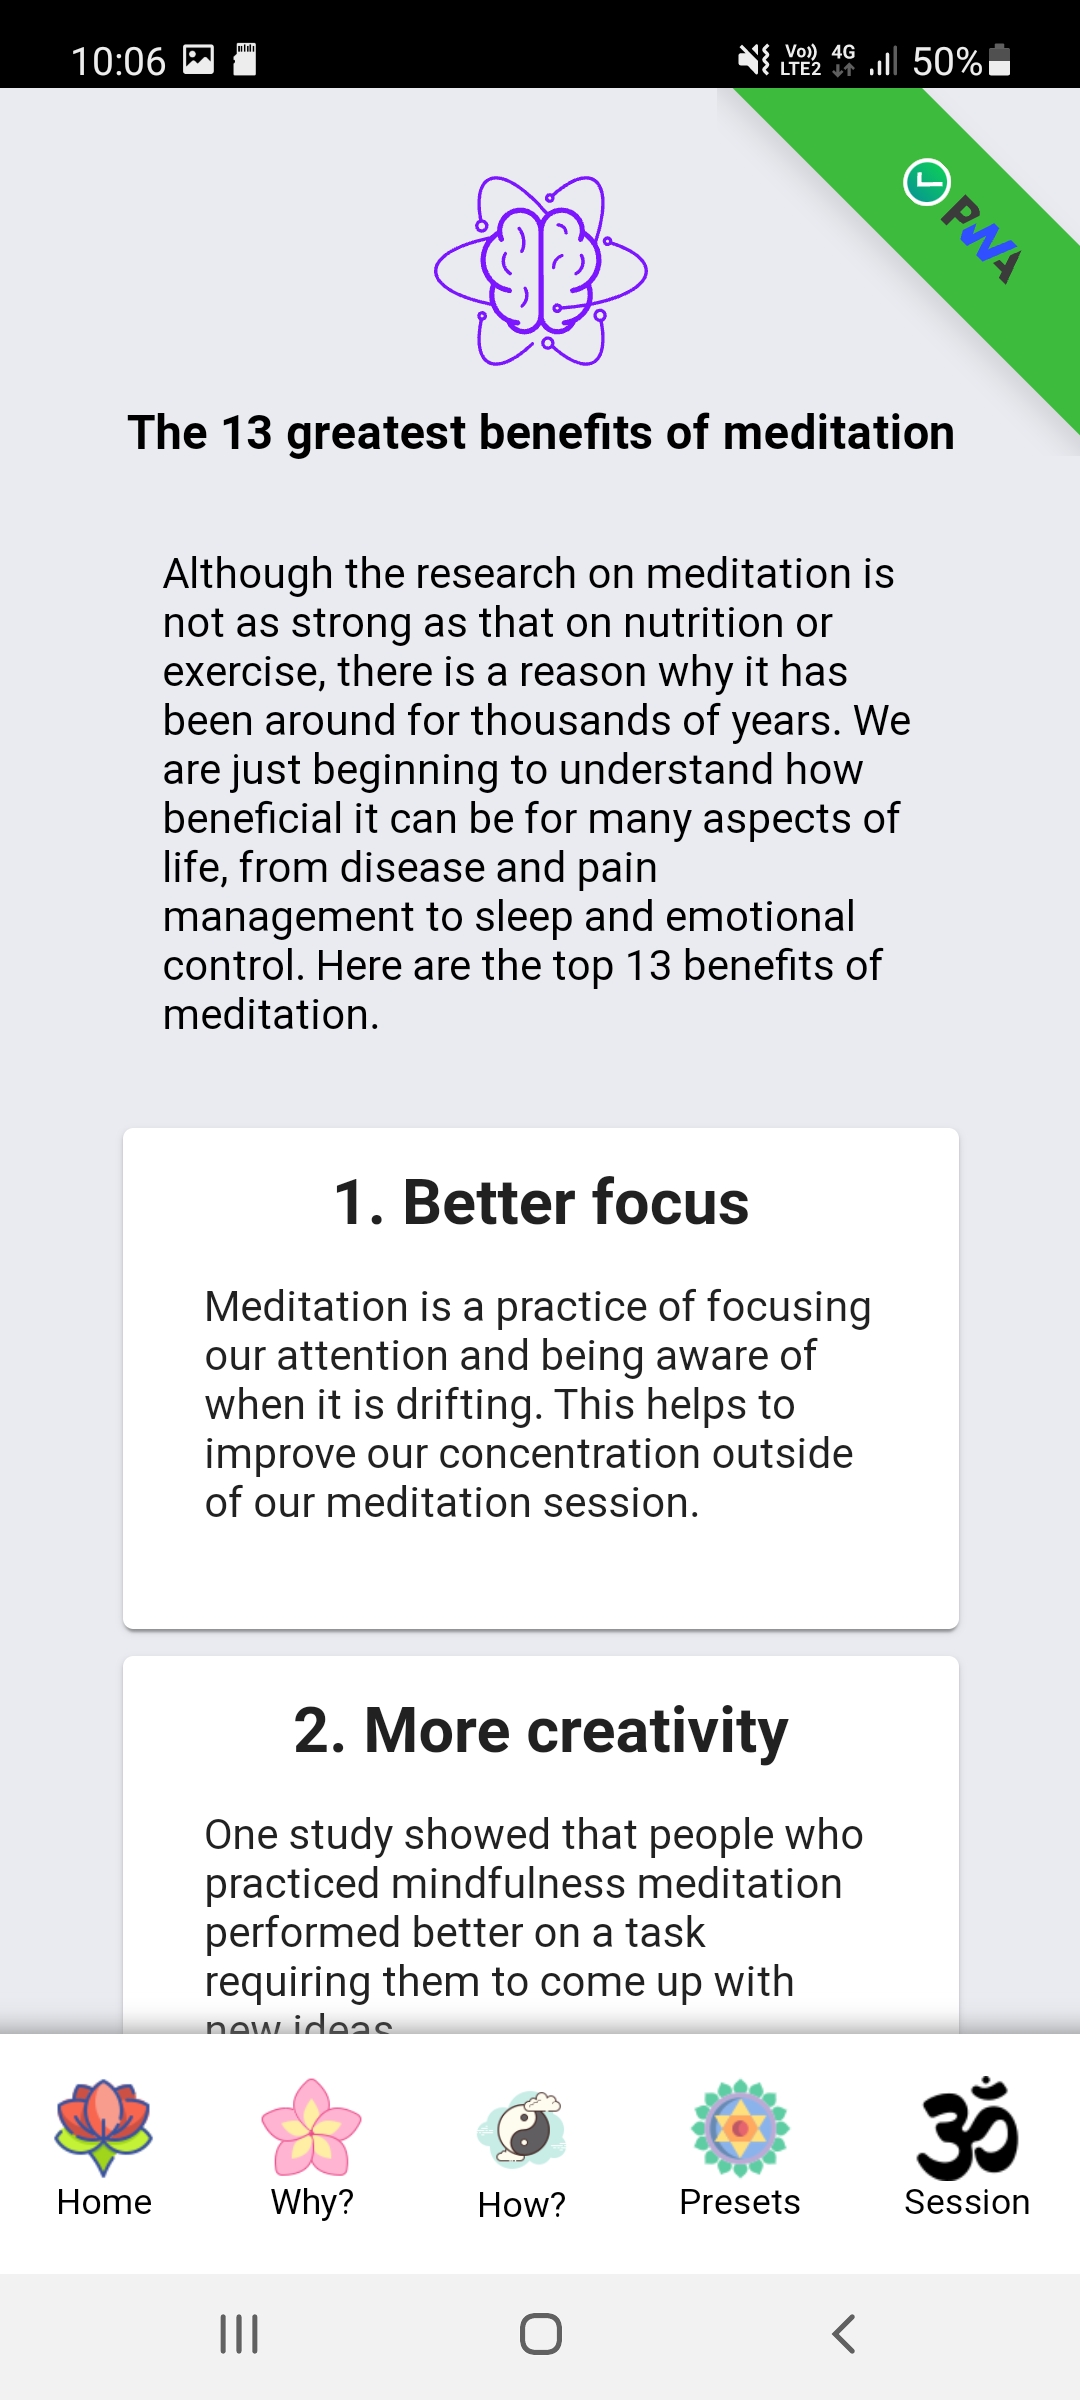 10:06
Vo)) LTE2 4G 50%
PWA
The 13 greatest benefits of meditation
Although the research on meditation is
not as strong as that on nutrition or
exercise, there is a reason why it has
been around for thousands of years. We
are just beginning to understand how
beneficial it can be for many aspects of
life, from disease and pain
management to sleep and emotional
control. Here are the top 13 benefits of
meditation.
1. Better focus
Meditation is a practice of focusing
our attention and being aware of
when it is drifting. This helps to
improve our concentration outside
of our meditation session.
2. More creativity
One study showed that people who
practiced mindfulness meditation
performed better on a task
requiring them to come up with
new ideas
ॐ
Home
Why?
How?
Presets
Session